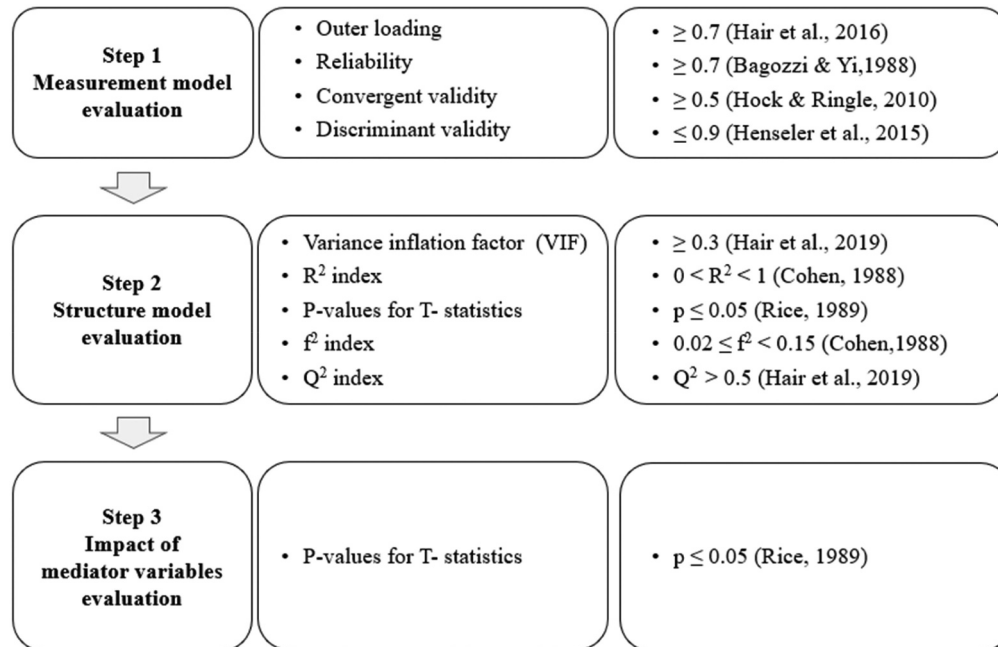 Step 1
Measurement model
evaluation
• Outer loading
• Reliability
• Convergent validity
• Discriminant validity
• ≥ 0.7 (Hair et al., 2016)
• ≥ 0.7 (Bagozzi & Yi,1988)
• ≥ 0.5 (Hock & Ringle, 2010)
• ≤ 0.9 (Henseler et al., 2015)
Step 2
Structure model
evaluation
• Variance inflation factor (VIF)
• R² index
• P-values for T- statistics
• f² index
• Q² index
• ≥ 0.3 (Hair et al., 2019)
• 0 < R² < 1 (Cohen, 1988)
• p ≤ 0.05 (Rice, 1989)
• 0.02 ≤ f² < 0.15 (Cohen,1988)
• Q² > 0.5 (Hair et al., 2019)
Step 3
Impact of
mediator variables
evaluation
• P-values for T- statistics
• p ≤ 0.05 (Rice, 1989)